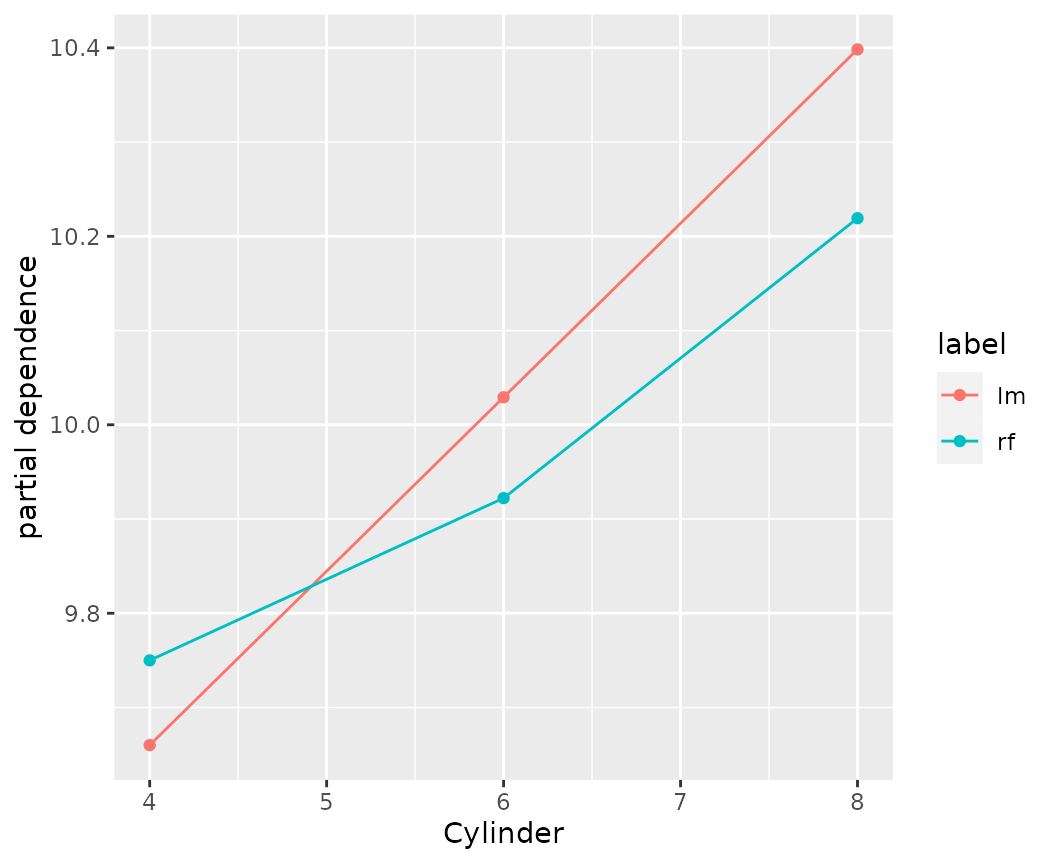 10.4
10.2
10.0
9.8
partial dependence
4 5 6 7 8
Cylinder
label
lm
rf